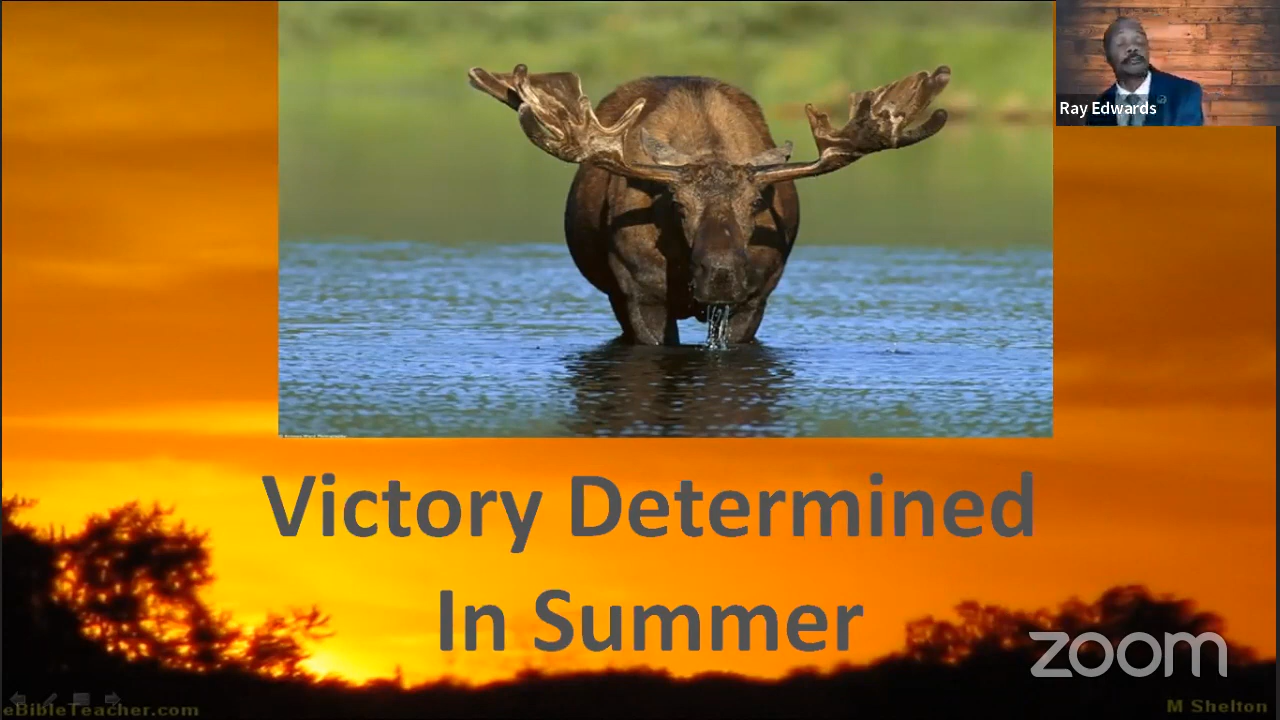 Ray Edwards
Victory Determined
In Summer
zoom
eBibleTeacher.com
M Shelton